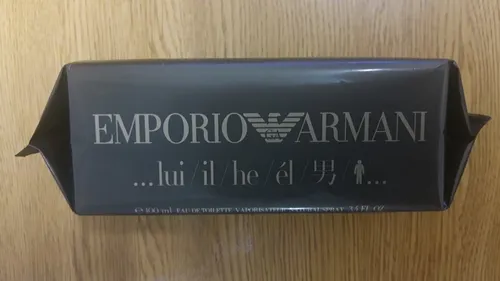 EMPORIO ARMANI
...lui/il/he/él/男/...
℮ 100 ml EAU DE TOILETTE VAPORISATEUR NATURAL SPRAY 3.4 FL. OZ.